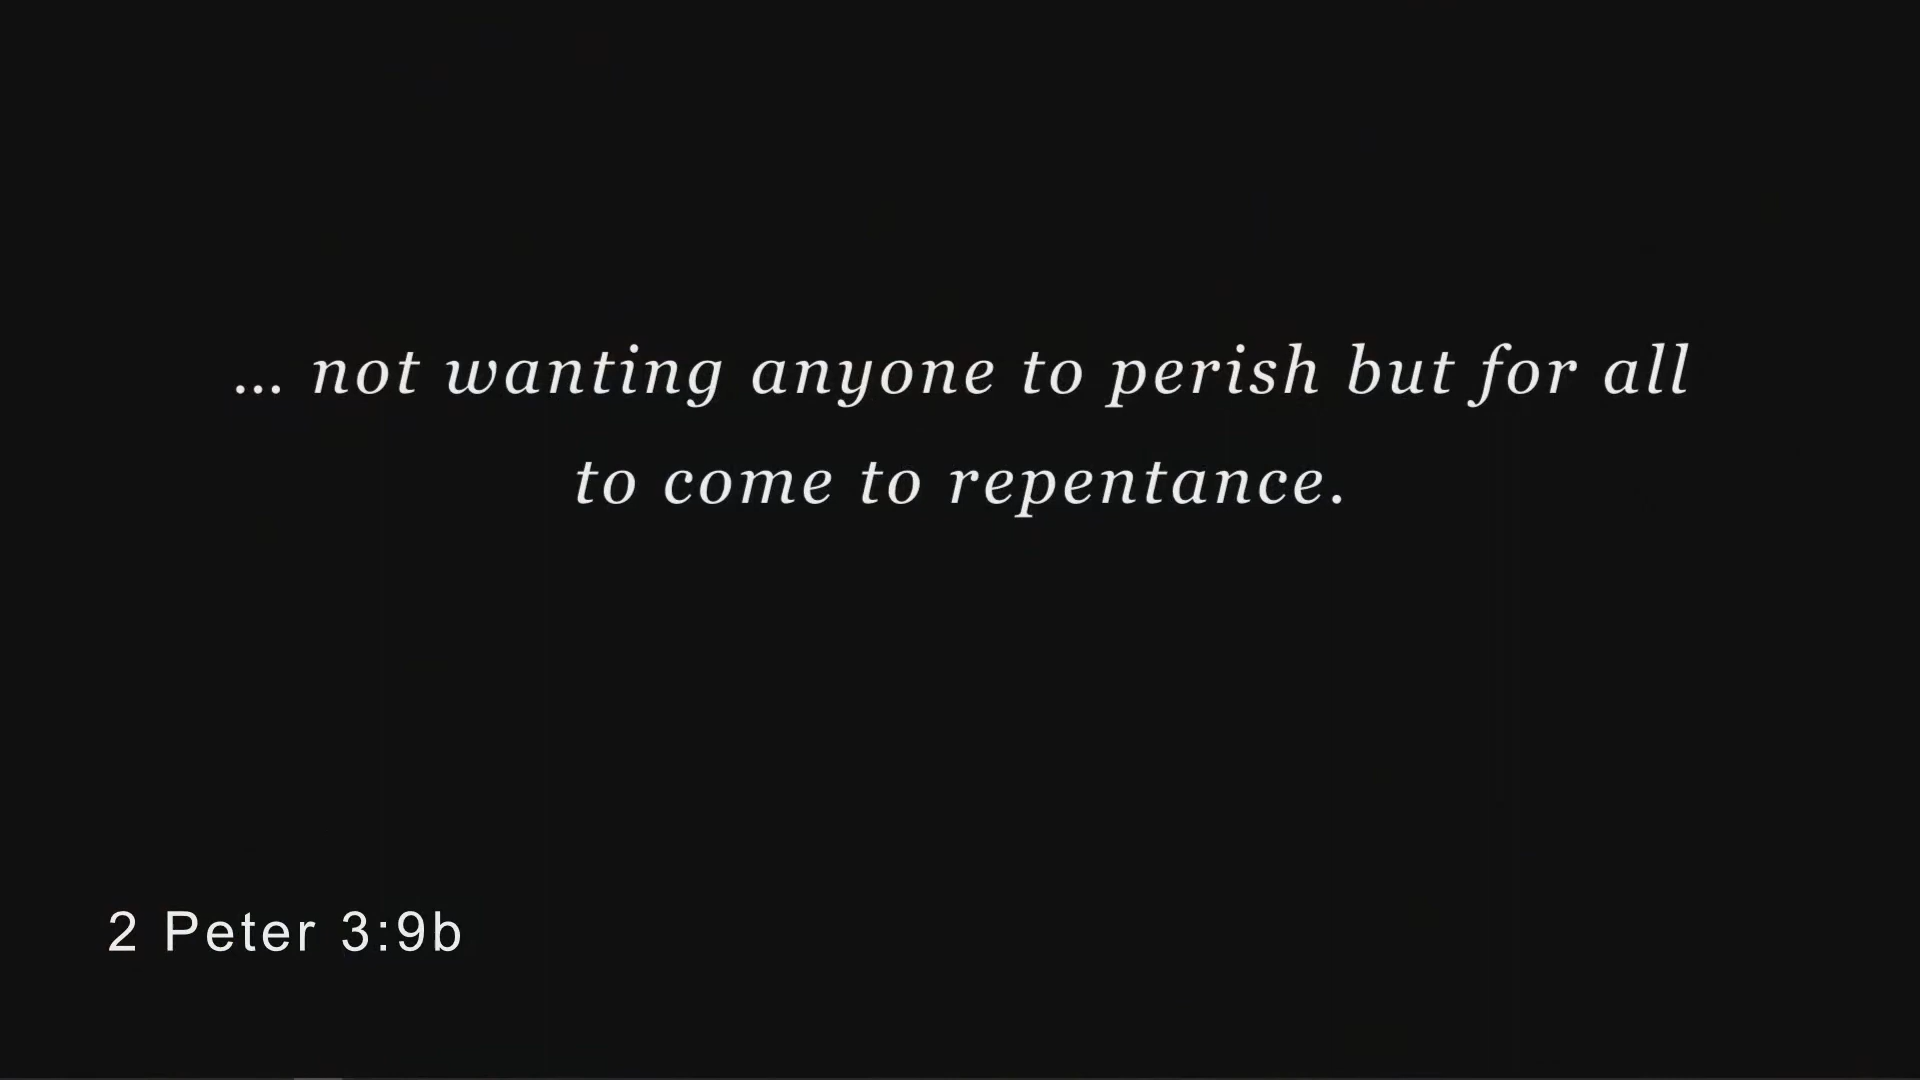 ... not wanting anyone to perish but for all
to come to repentance.
2 Peter 3:9b